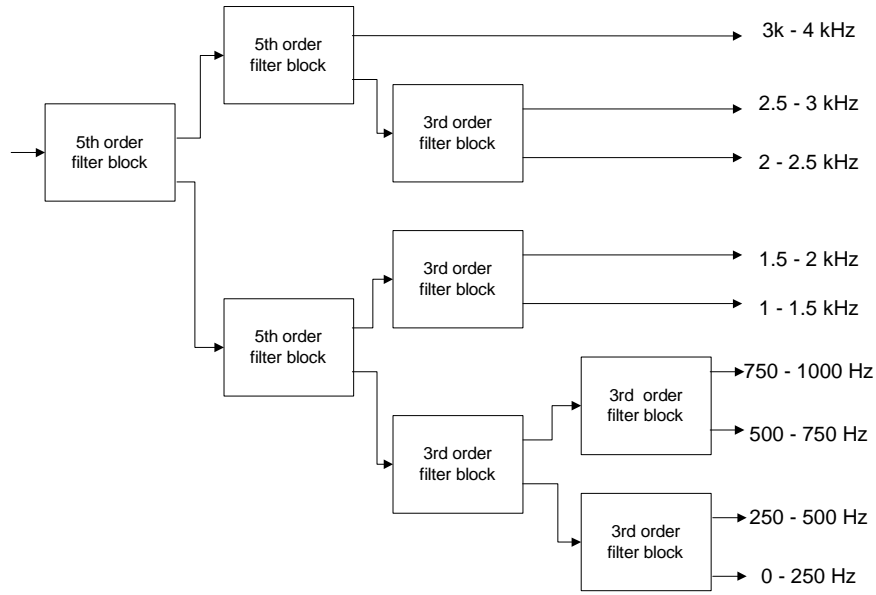 5th order
filter block
3k - 4 kHz
5th order
filter block
3rd order
filter block
2.5 - 3 kHz
2 - 2.5 kHz
3rd order
filter block
1.5 - 2 kHz
1 - 1.5 kHz
5th order
filter block
3rd order
filter block
3rd order
filter block
750 - 1000 Hz
500 - 750 Hz
3rd order
filter block
250 - 500 Hz
0 - 250 Hz